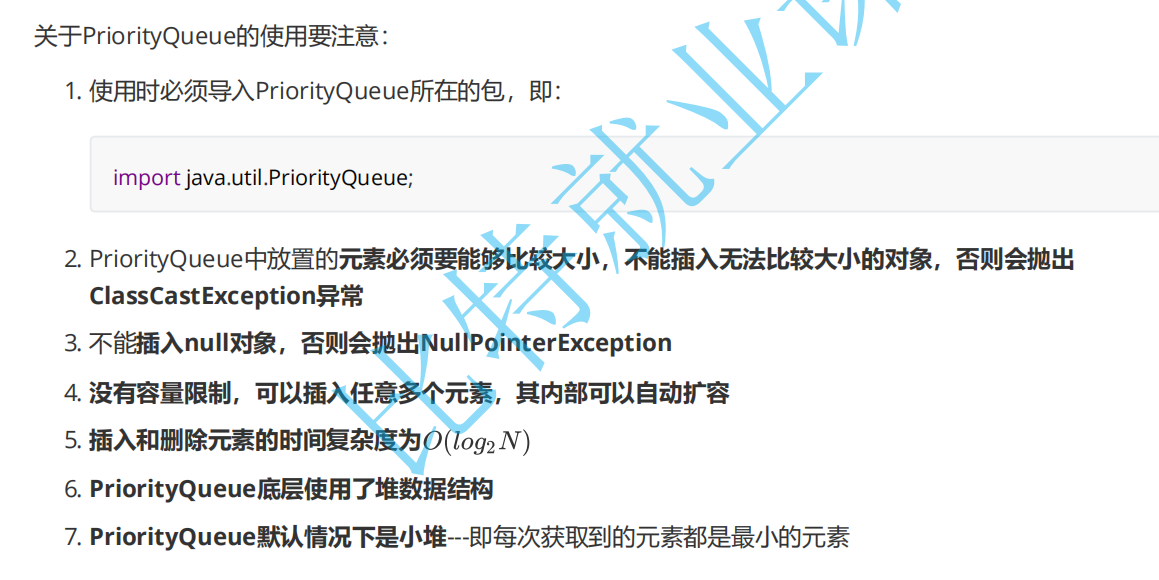 关于PriorityQueue的使用要注意：
1. 使用时必须导入PriorityQueue所在的包，即：
import java.util.PriorityQueue;
2. PriorityQueue中放置的元素必须要能够比较大小，不能插入无法比较大小的对象，否则会抛出
ClassCastException异常
3. 不能插入null对象，否则会抛出NullPointerException
4. 没有容量限制，可以插入任意多个元素，其内部可以自动扩容
5. 插入和删除元素的时间复杂度为O(log₂N)
6. PriorityQueue底层使用了堆数据结构
7. PriorityQueue默认情况下是小堆---即每次获取到的元素都是最小的元素
比特就业